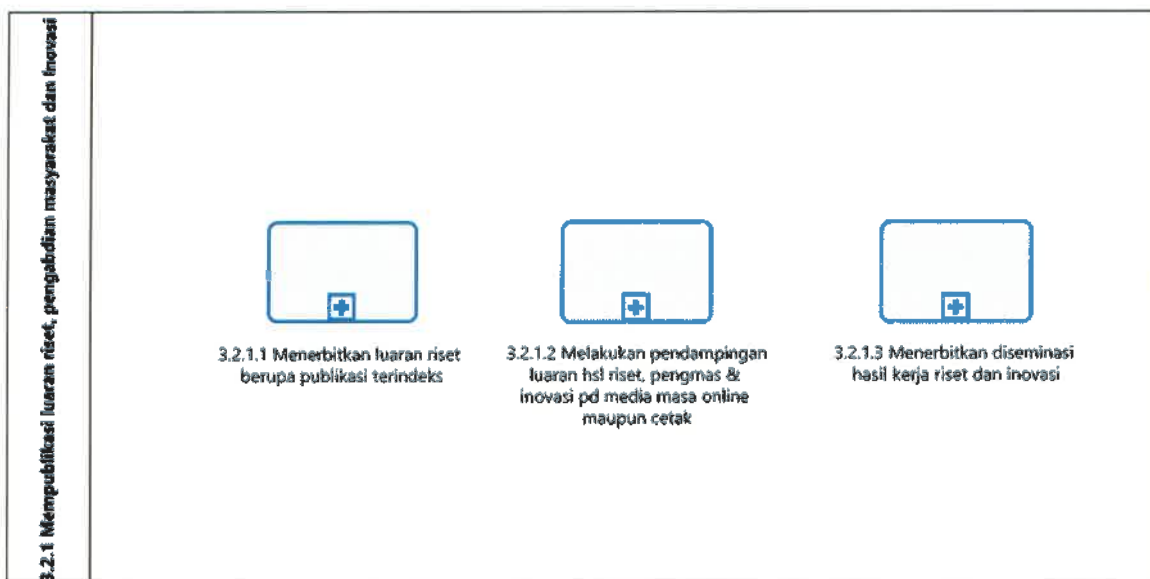 3.2.1 Mempublikasi luaran riset, pengabdian masyarakat dan inovasi
3.2.1.1 Menerbitkan luaran riset
berupa publikasi terindeks
3.2.1.2 Melakukan pendampingan
luaran hsl riset, pengmas &
inovasi pd media masa online
maupun cetak
3.2.1.3 Menerbitkan diseminasi
hasil kerja riset dan inovasi